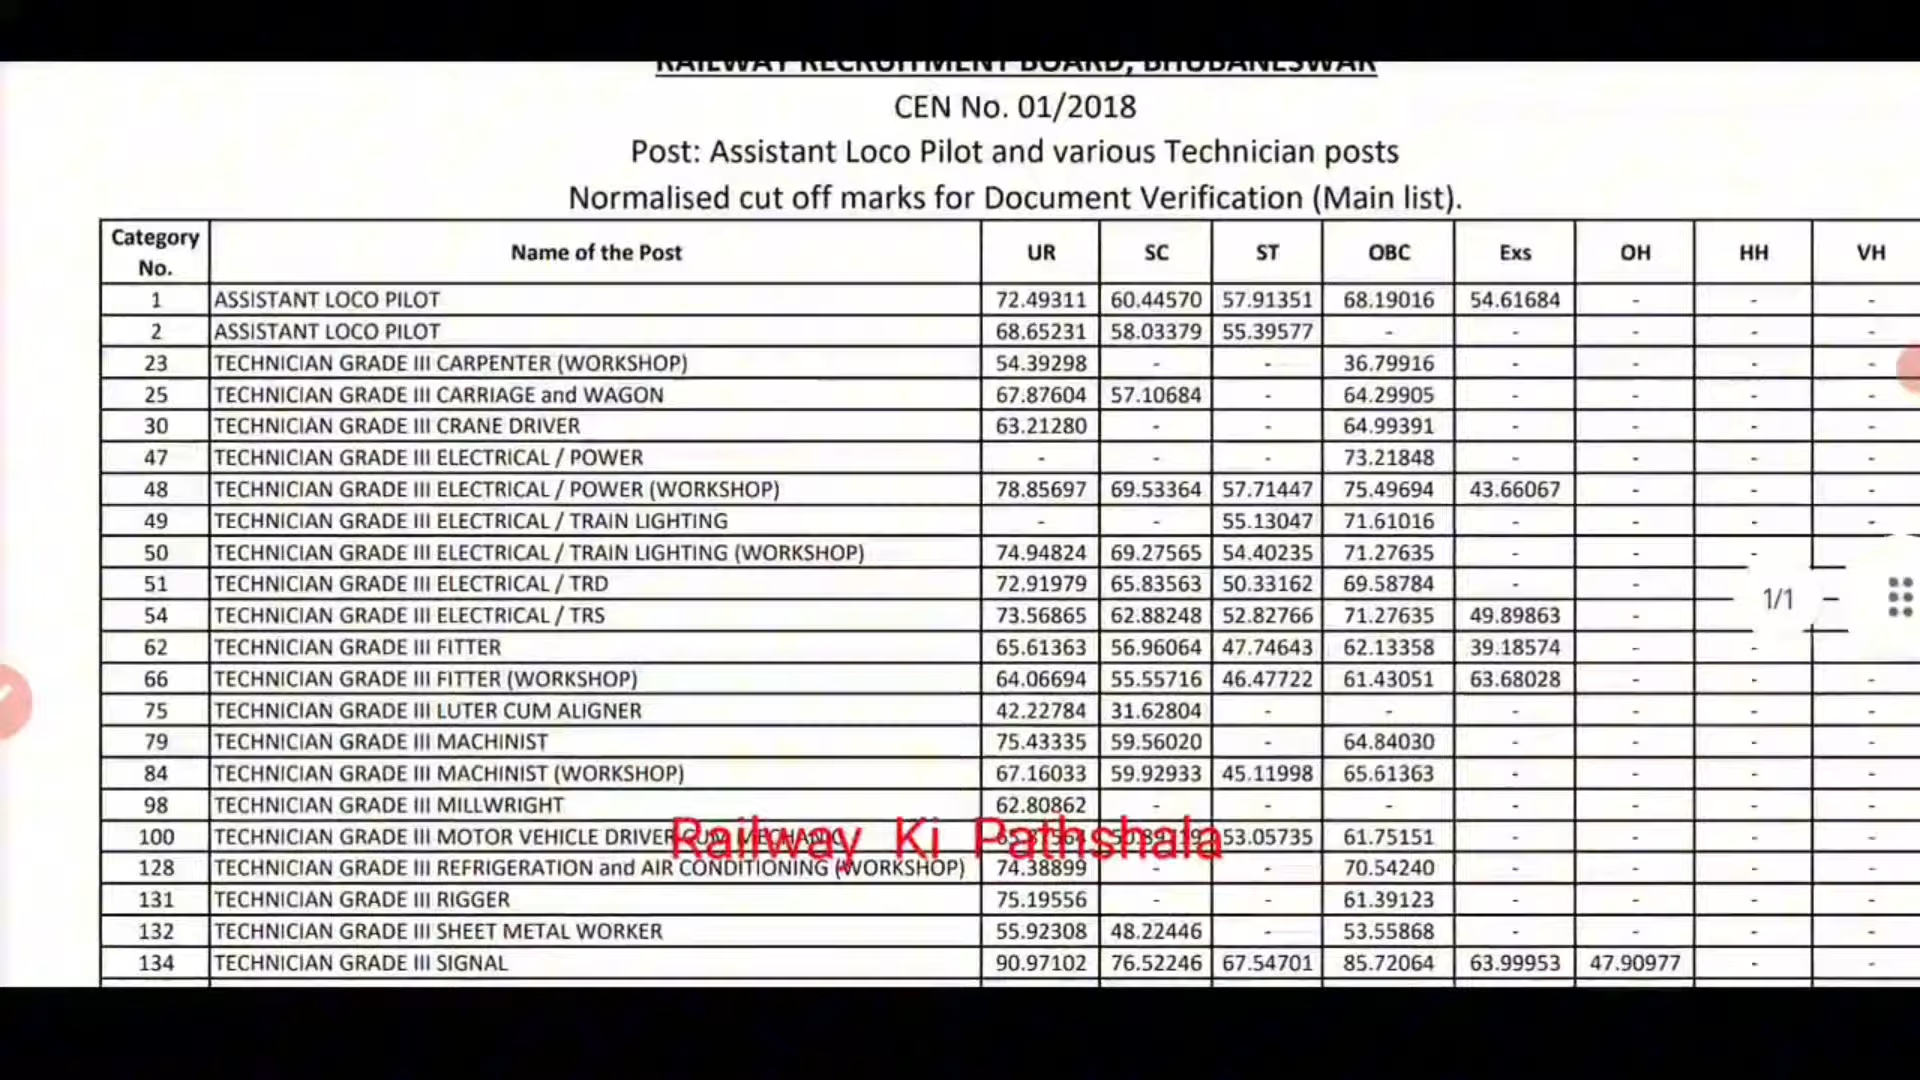 RAILWAY RECRUITMENT BOARD, BHUBANESWAR
CEN No. 01/2018
Post: Assistant Loco Pilot and various Technician posts
Normalised cut off marks for Document Verification (Main list).
Category No. Name of the Post UR SC ST OBC Exs OH HH VH
1 ASSISTANT LOCO PILOT 72.49311 60.44570 57.91351 68.19016 54.61684 - - -
2 ASSISTANT LOCO PILOT 68.65231 58.03379 55.39577 - - - - -
23 TECHNICIAN GRADE III CARPENTER (WORKSHOP) 54.39298 - - 36.79916 - - - -
25 TECHNICIAN GRADE III CARRIAGE and WAGON 67.87604 57.10684 - 64.29905 - - - -
30 TECHNICIAN GRADE III CRANE DRIVER 63.21280 - - 64.99391 - - - -
47 TECHNICIAN GRADE III ELECTRICAL / POWER - - - 73.21848 - - - -
48 TECHNICIAN GRADE III ELECTRICAL / POWER (WORKSHOP) 78.85697 69.53364 57.71447 75.49694 43.66067 - - -
49 TECHNICIAN GRADE III ELECTRICAL / TRAIN LIGHTING - - 55.13047 71.61016 - - - -
50 TECHNICIAN GRADE III ELECTRICAL / TRAIN LIGHTING (WORKSHOP) 74.94824 69.27565 54.40235 71.27635 - - -
51 TECHNICIAN GRADE III ELECTRICAL / TRD 72.91979 65.83563 50.33162 69.58784 - -
1/1
54 TECHNICIAN GRADE III ELECTRICAL / TRS 73.56865 62.88248 52.82766 71.27635 49.89863 -
62 TECHNICIAN GRADE III FITTER 65.61363 56.96064 47.74643 62.13358 39.18574 - -
66 TECHNICIAN GRADE III FITTER (WORKSHOP) 64.06694 55.55716 46.47722 61.43051 63.68028 - - -
75 TECHNICIAN GRADE III LUTER CUM ALIGNER 42.22784 31.62804 - - - - - -
79 TECHNICIAN GRADE III MACHINIST 75.43335 59.56020 - 64.84030 - - - -
84 TECHNICIAN GRADE III MACHINIST (WORKSHOP) 67.16033 59.92933 45.11998 65.61363 - - - -
98 TECHNICIAN GRADE III MILLWRIGHT 62.80862 - - - - - - -
100 TECHNICIAN GRADE III MOTOR VEHICLE DRIVER 53.05735 61.75151 - - - -
Railway Ki Pathshala
128 TECHNICIAN GRADE III REFRIGERATION and AIR CONDITIONING (WORKSHOP) 74.38899 - - 70.54240 - - - -
131 TECHNICIAN GRADE III RIGGER 75.19556 - - 61.39123 - - - -
132 TECHNICIAN GRADE III SHEET METAL WORKER 55.92308 48.22446 - 53.55868 - - - -
134 TECHNICIAN GRADE III SIGNAL 90.97102 76.52246 67.54701 85.72064 63.99953 47.90977 - -